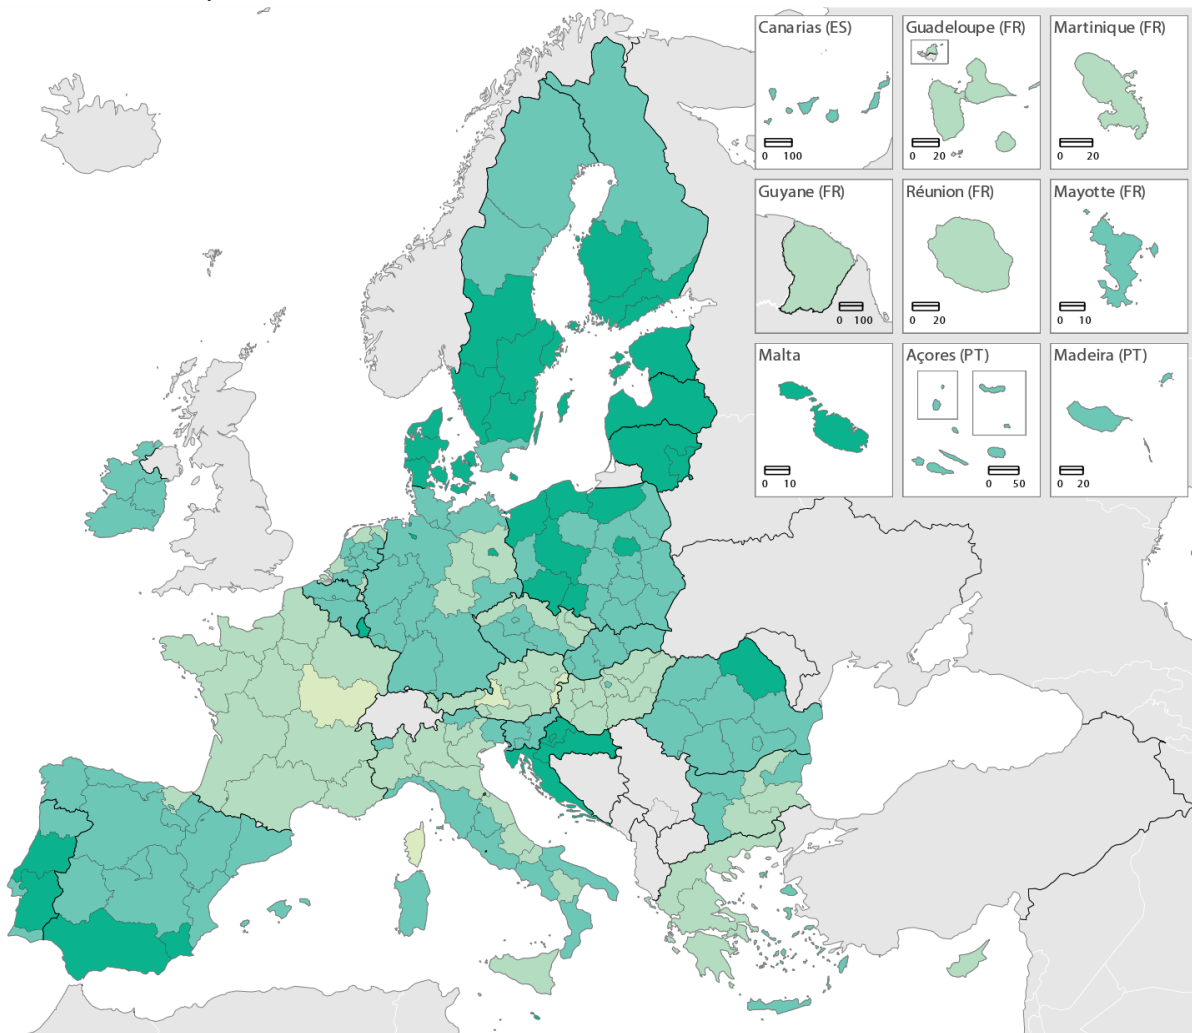 Canarias (ES)
0 100
Guadeloupe (FR)
0 20
Martinique (FR)
0 20
Guyane (FR)
0 100
Réunion (FR)
0 20
Mayotte (FR)
0 10
Malta
0 10
Açores (PT)
0 50
Madeira (PT)
0 20